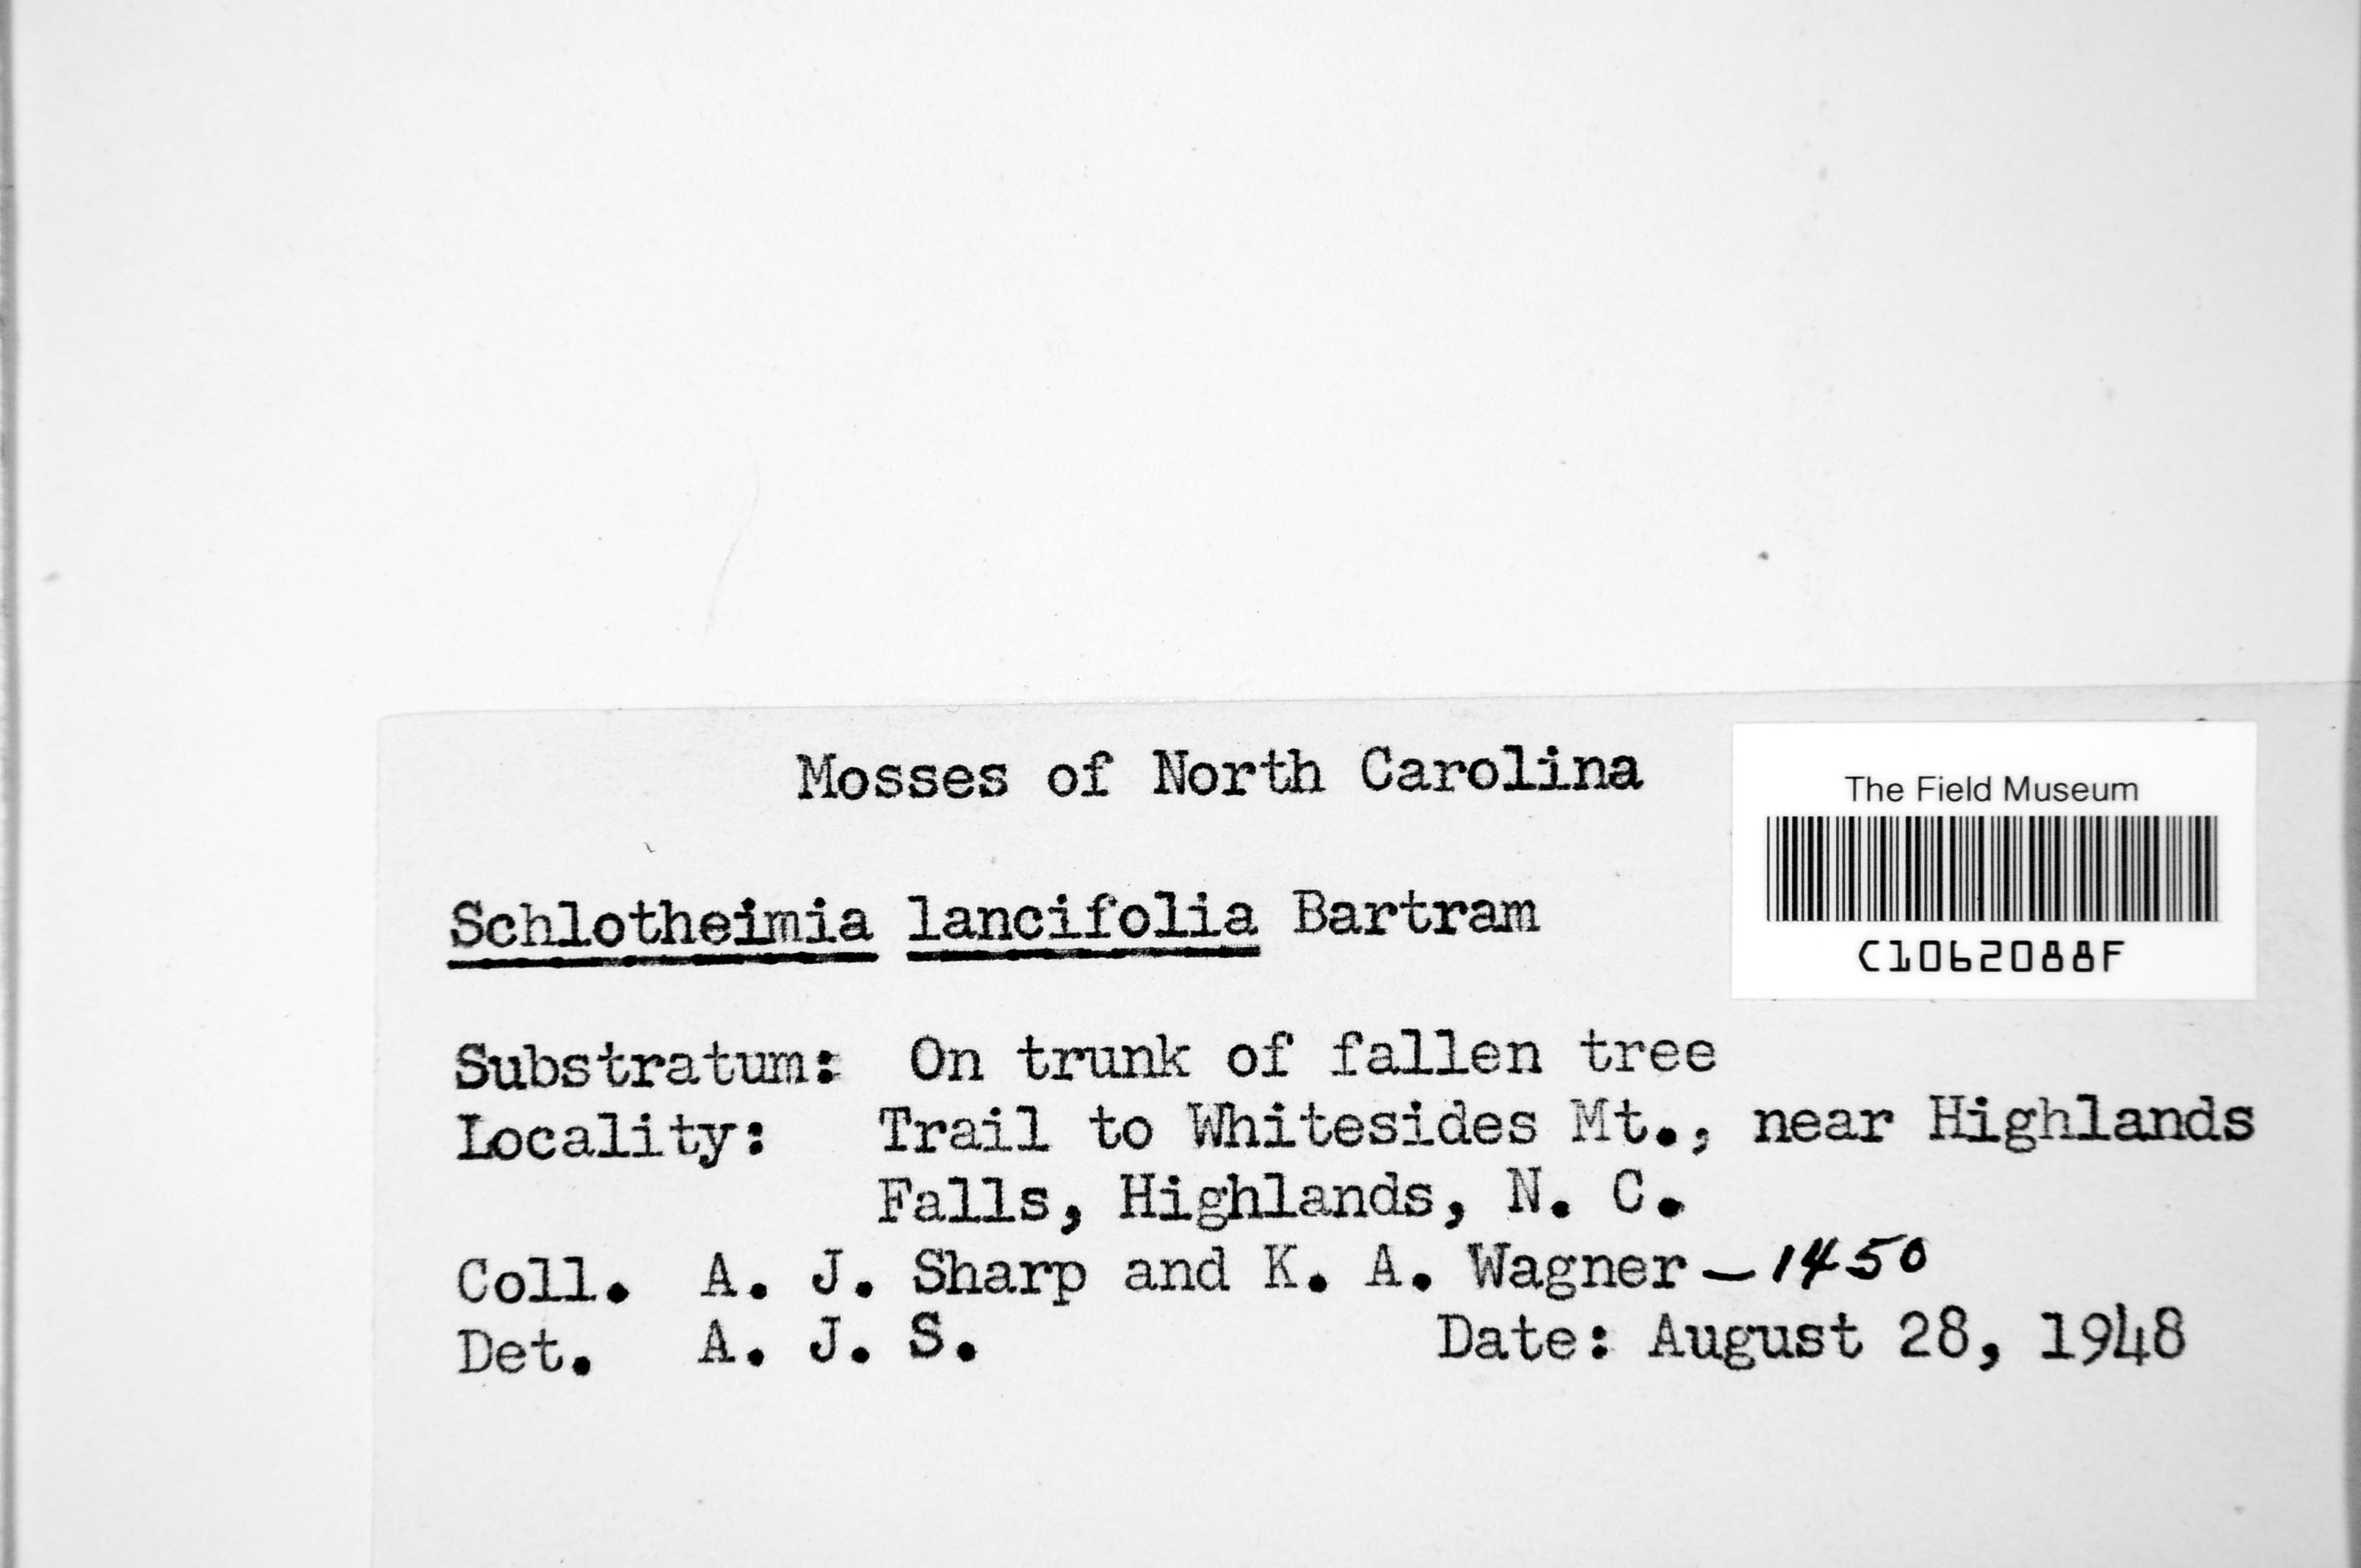 Mosses of North Carolina
The Field Museum
C1062088F
Schlotheimia lancifolia Bartram
Substratum: On trunk of fallen tree
Locality: Trail to Whitesides Mt., near Highlands
Falls, Highlands, N. C.
Coll. A. J. Sharp and K. A. Wagner - 1450
Det. A. J. S. Date: August 28, 1948